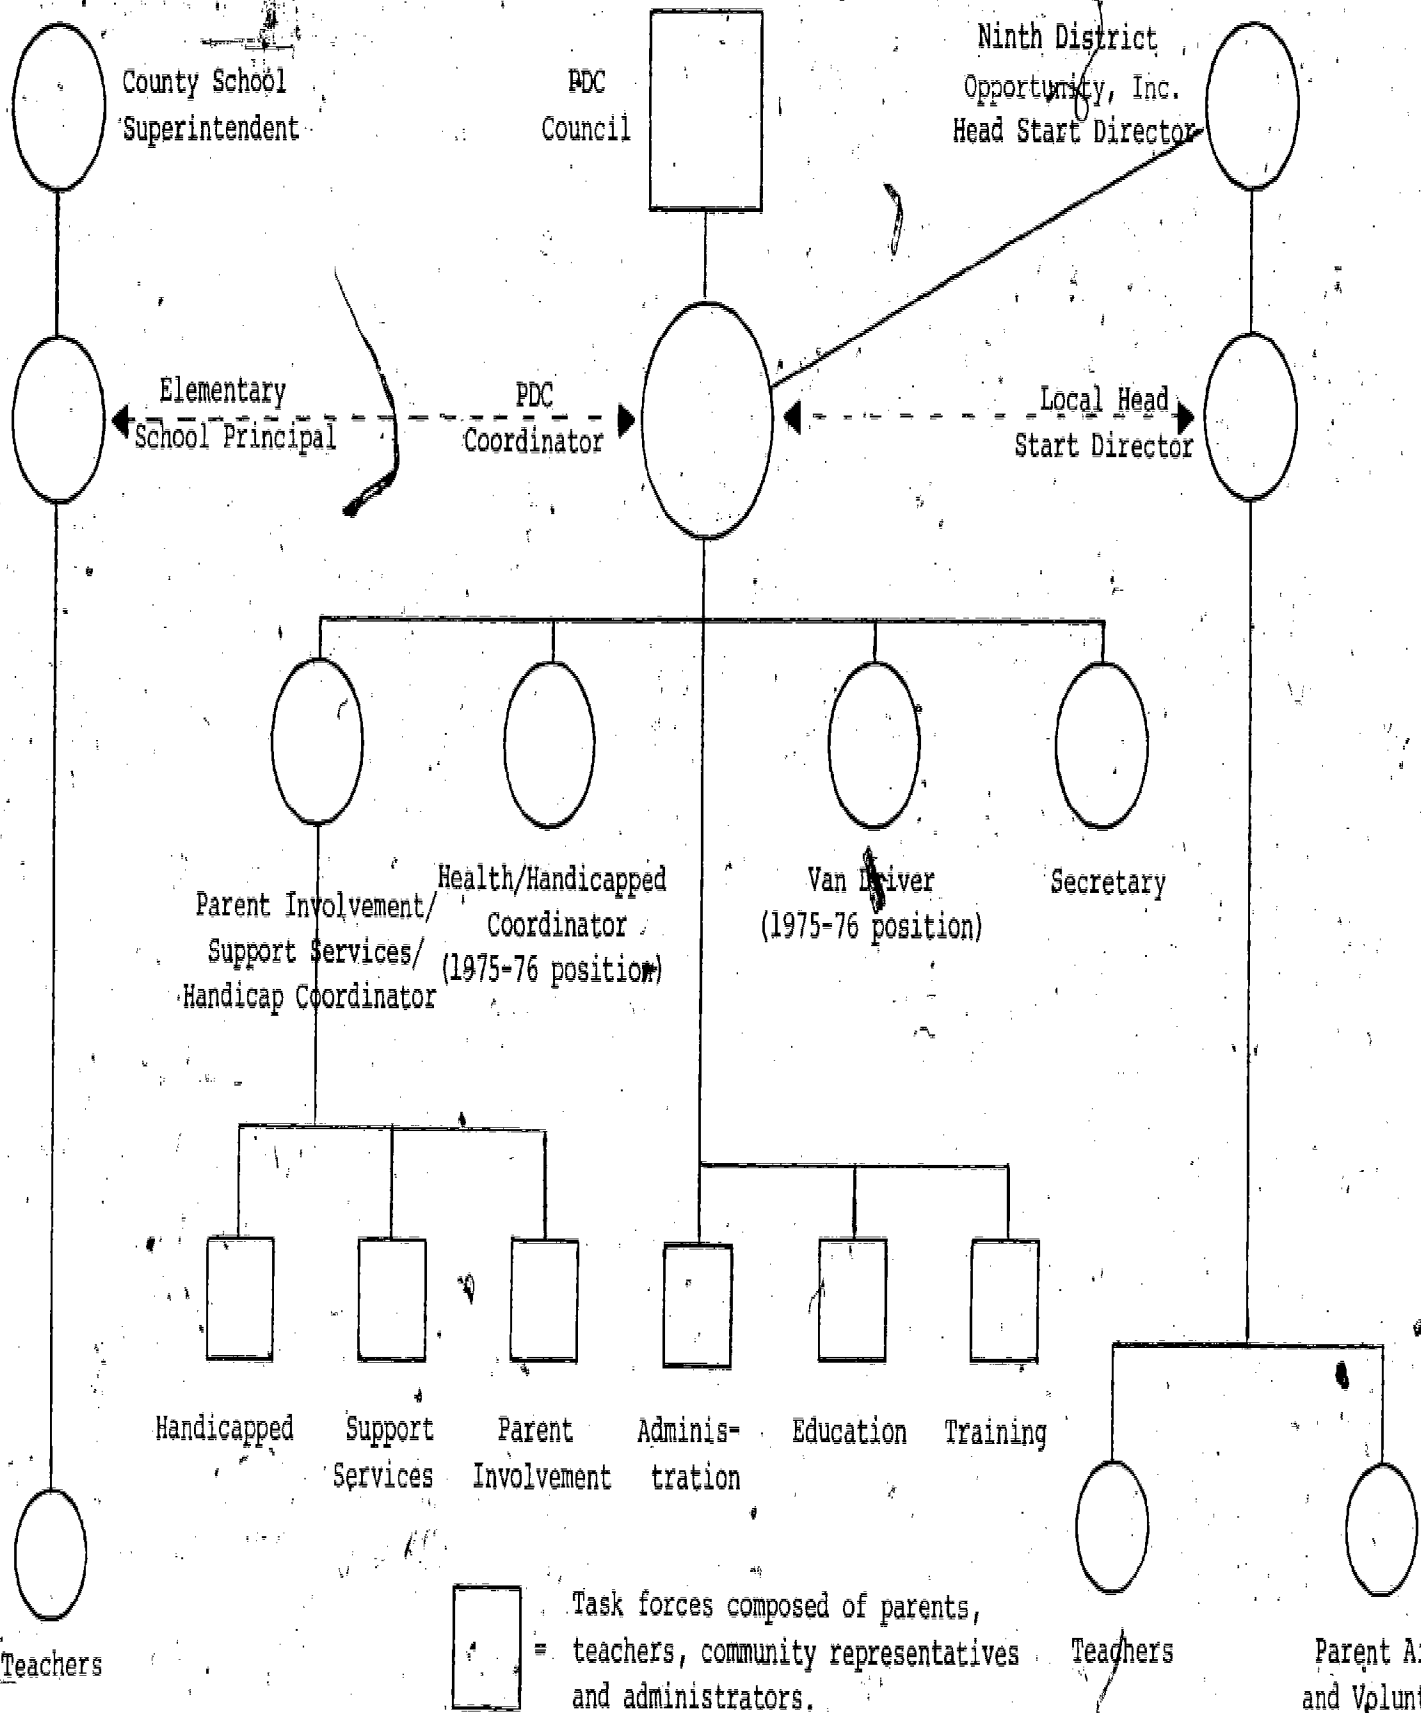 County School
Superintendent
PDC
Council
Ninth District
Opportunity, Inc.
Head Start Director
Elementary
School Principal
PDC
Coordinator
Local Head
Start Director
Parent Involvement/
Support Services/
Handicap Coordinator
Health/Handicapped
Coordinator
(1975-76 position)
Van Driver
(1975-76 position)
Secretary
Handicapped
Support
Services
Parent
Involvement
Adminis-
tration
Education
Training
Teachers
= Task forces composed of parents,
teachers, community representatives
and administrators.
Teachers
Parent
and